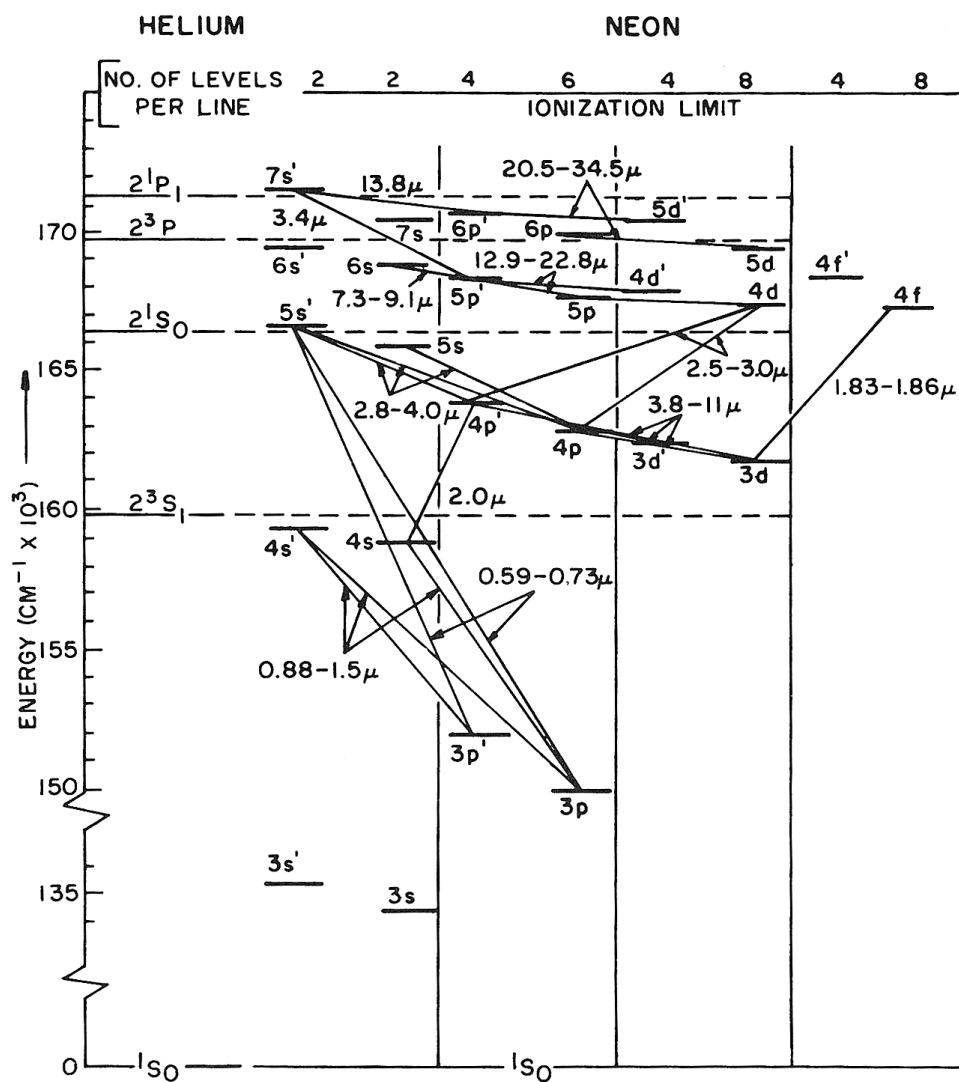 HELIUM NEON
NO. OF LEVELS PER LINE 2 2 4 6 4 8 4 8
IONIZATION LIMIT
7s' 13.8μ 20.5–34.5μ
2¹P₁
3.4μ 7s 6p' 6p 5d'
170 2³P
6s' 6s 12.9–22.8μ 4d' 5d 4f'
7.3–9.1μ 5p' 5p 4d 4f
2¹S₀ 5s'
5s 2.5–3.0μ
165 2.8–4.0μ 4p' 3.8–11μ 1.83–1.86μ
4p 3d' 3d
2³S₁ 2.0μ
160
4s' 4s
0.59–0.73μ
155 0.88–1.5μ
3p'
150 3p
3s'
135 3s
0 ¹S₀ ¹S₀
ENERGY (CM⁻¹ × 10³)